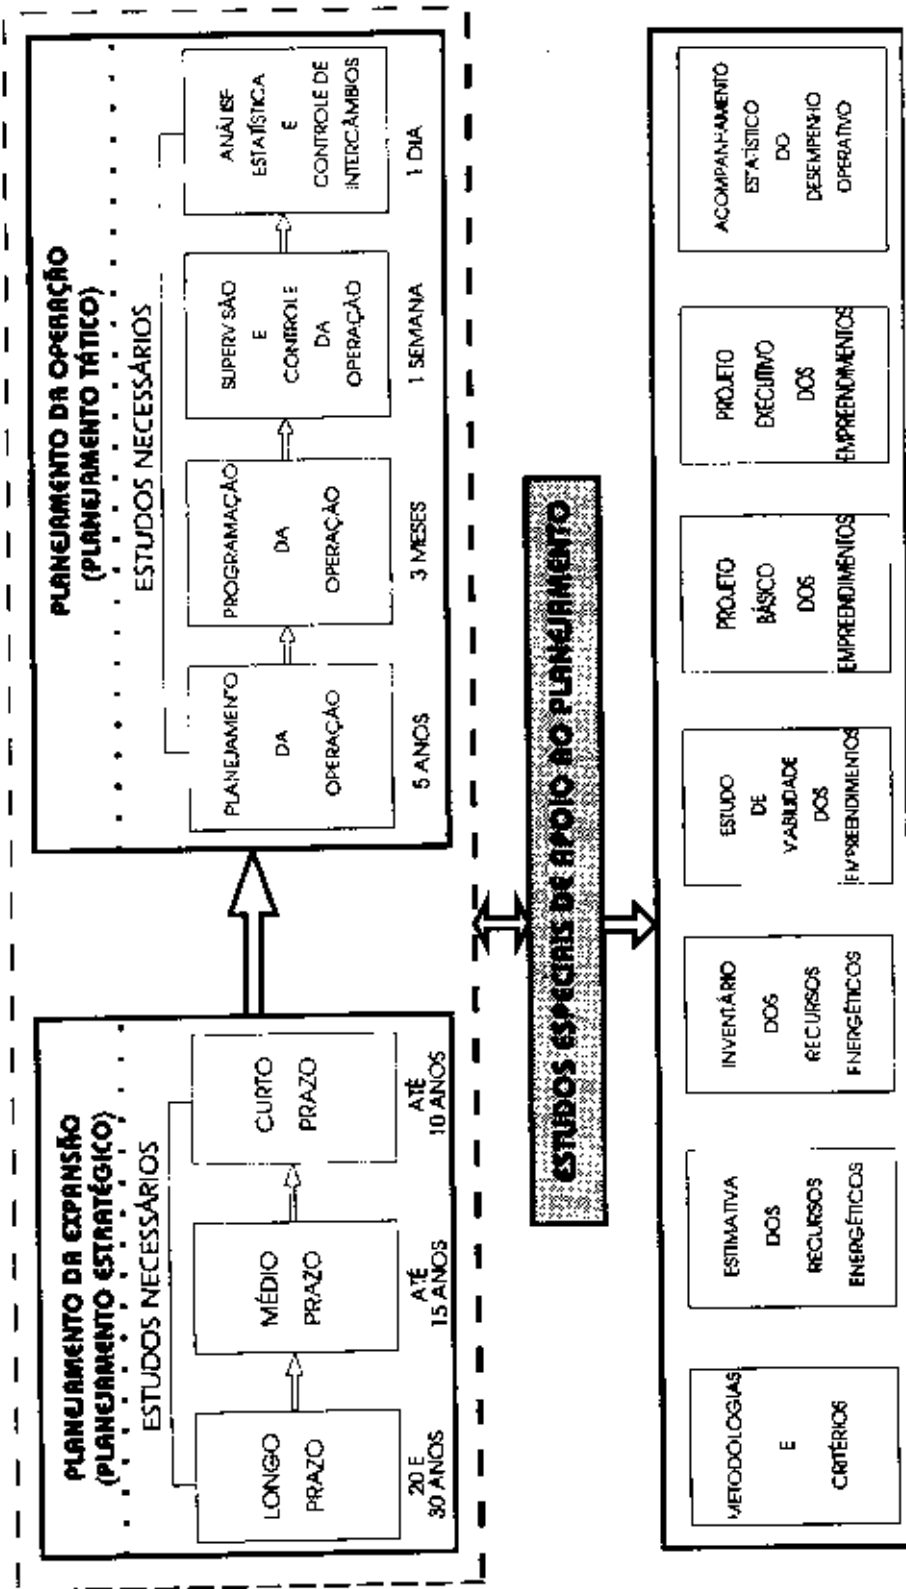 PLANEJAMENTO DA EXPANSÃO
(PLANEJAMENTO ESTRATÉGICO)
ESTUDOS NECESSÁRIOS
LONGO
PRAZO
20 E
30 ANOS
MÉDIO
PRAZO
ATÉ
15 ANOS
CURTO
PRAZO
ATÉ
10 ANOS
PLANEJAMENTO DA OPERAÇÃO
(PLANEJAMENTO TÁTICO)
ESTUDOS NECESSÁRIOS
PLANEJAMENTO
DA
OPERAÇÃO
5 ANOS
PROGRAMAÇÃO
DA
OPERAÇÃO
3 MESES
SUPERVISÃO
E
CONTROLE
DA
OPERAÇÃO
1 SEMANA
ANÁLISE
ESTATÍSTICA
E
CONTROLE DE
INTERCÂMBIOS
1 DIA
ESTUDOS ESPECIAIS DE APOIO AO PLANEJAMENTO
METODOLOGIAS
E
CRITÉRIOS
ESTIMATIVA
DOS
RECURSOS
ENERGÉTICOS
INVENTÁRIO
DOS
RECURSOS
ENERGÉTICOS
ESTUDO
DE
VIABILIDADE
DOS
EMPREENDIMENTOS
PROJETO
BÁSICO
DOS
EMPREENDIMENTOS
PROJETO
EXECUTIVO
DOS
EMPREENDIMENTOS
ACOMPANHAMENTO
ESTATÍSTICO
DO
DESEMPENHO
OPERATIVO